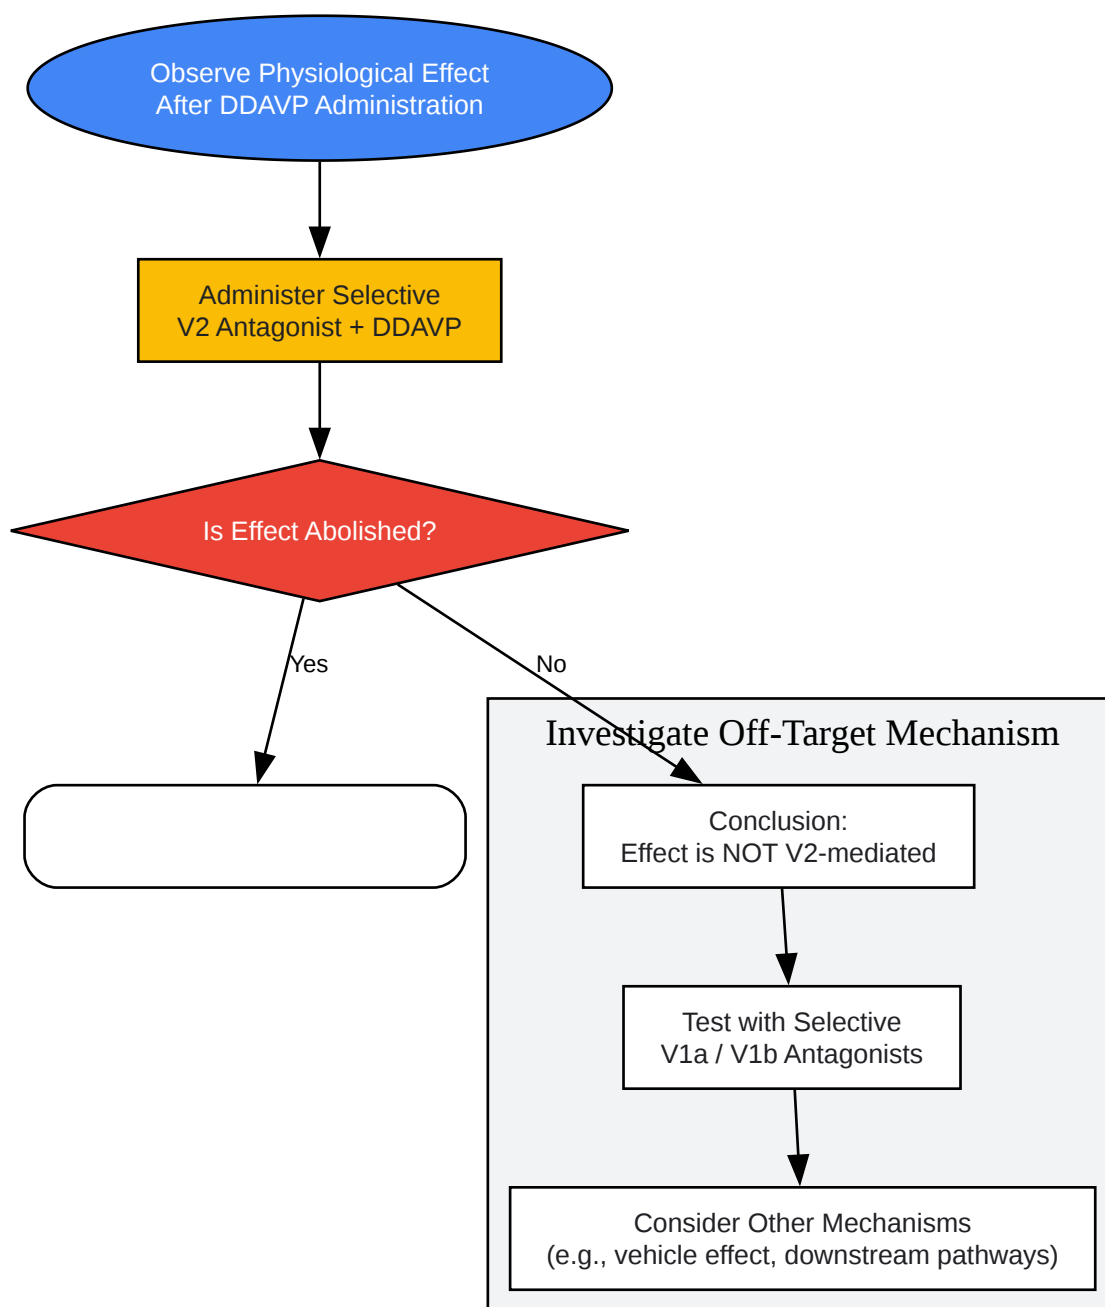 Observe Physiological Effect
After DDAVP Administration
Administer Selective
V2 Antagonist + DDAVP
Is Effect Abolished?
Yes
No
Investigate Off-Target Mechanism
Conclusion:
Effect is NOT V2-mediated
Test with Selective
V1a / V1b Antagonists
Consider Other Mechanisms
(e.g., vehicle effect, downstream pathways)